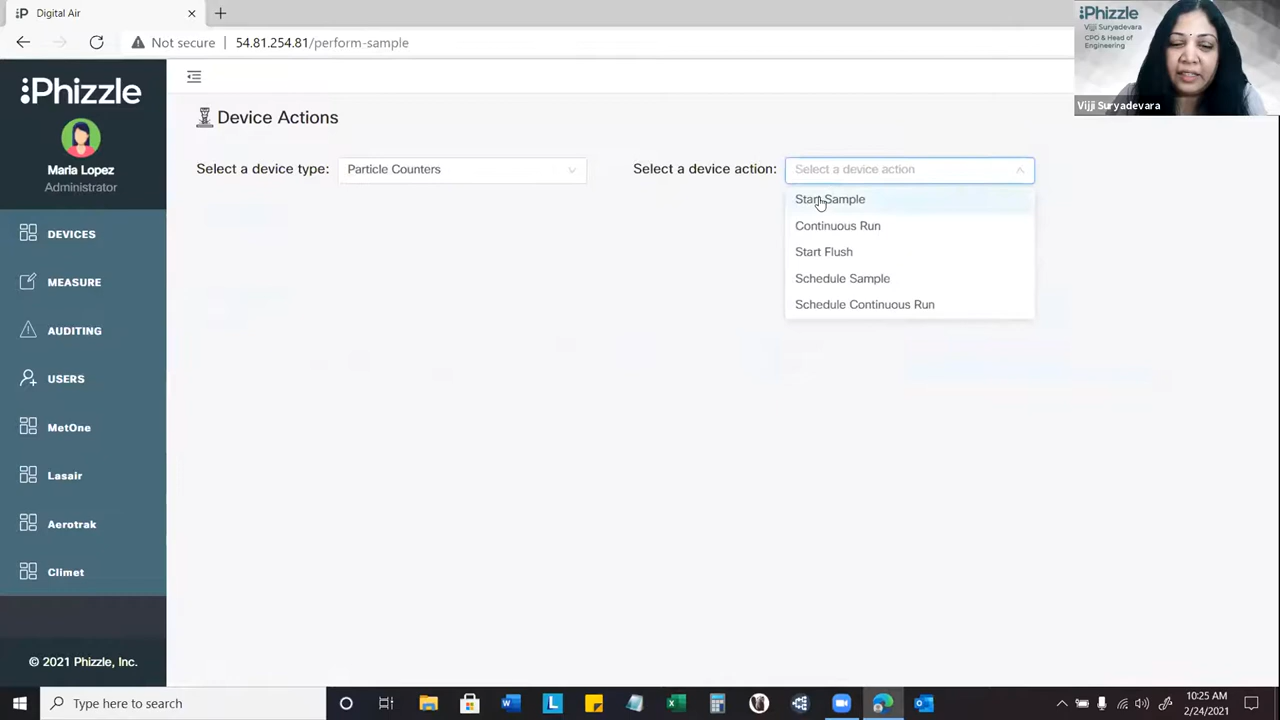 Digital Air
Not secure
54.81.254.81/perform-sample
Phizzle
Vijji Suryadevara
CPO & Head of
Engineering
Vijji Suryadevara
Phizzle
Maria Lopez
Administrator
DEVICES
MEASURE
AUDITING
USERS
MetOne
Lasair
Aerotrak
Climet
© 2021 Phizzle, Inc.
Device Actions
Select a device type:
Particle Counters
Select a device action:
Select a device action
Start Sample
Continuous Run
Start Flush
Schedule Sample
Schedule Continuous Run
Type here to search
10:25 AM
2/24/2021